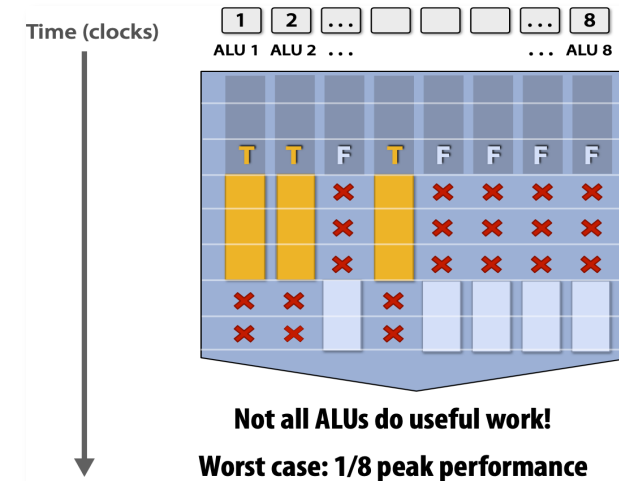 Time (clocks)
1 2 ... ... 8
ALU 1 ALU 2 ... ... ALU 8
T T F T F F F F
Not all ALUs do useful work!
Worst case: 1/8 peak performance